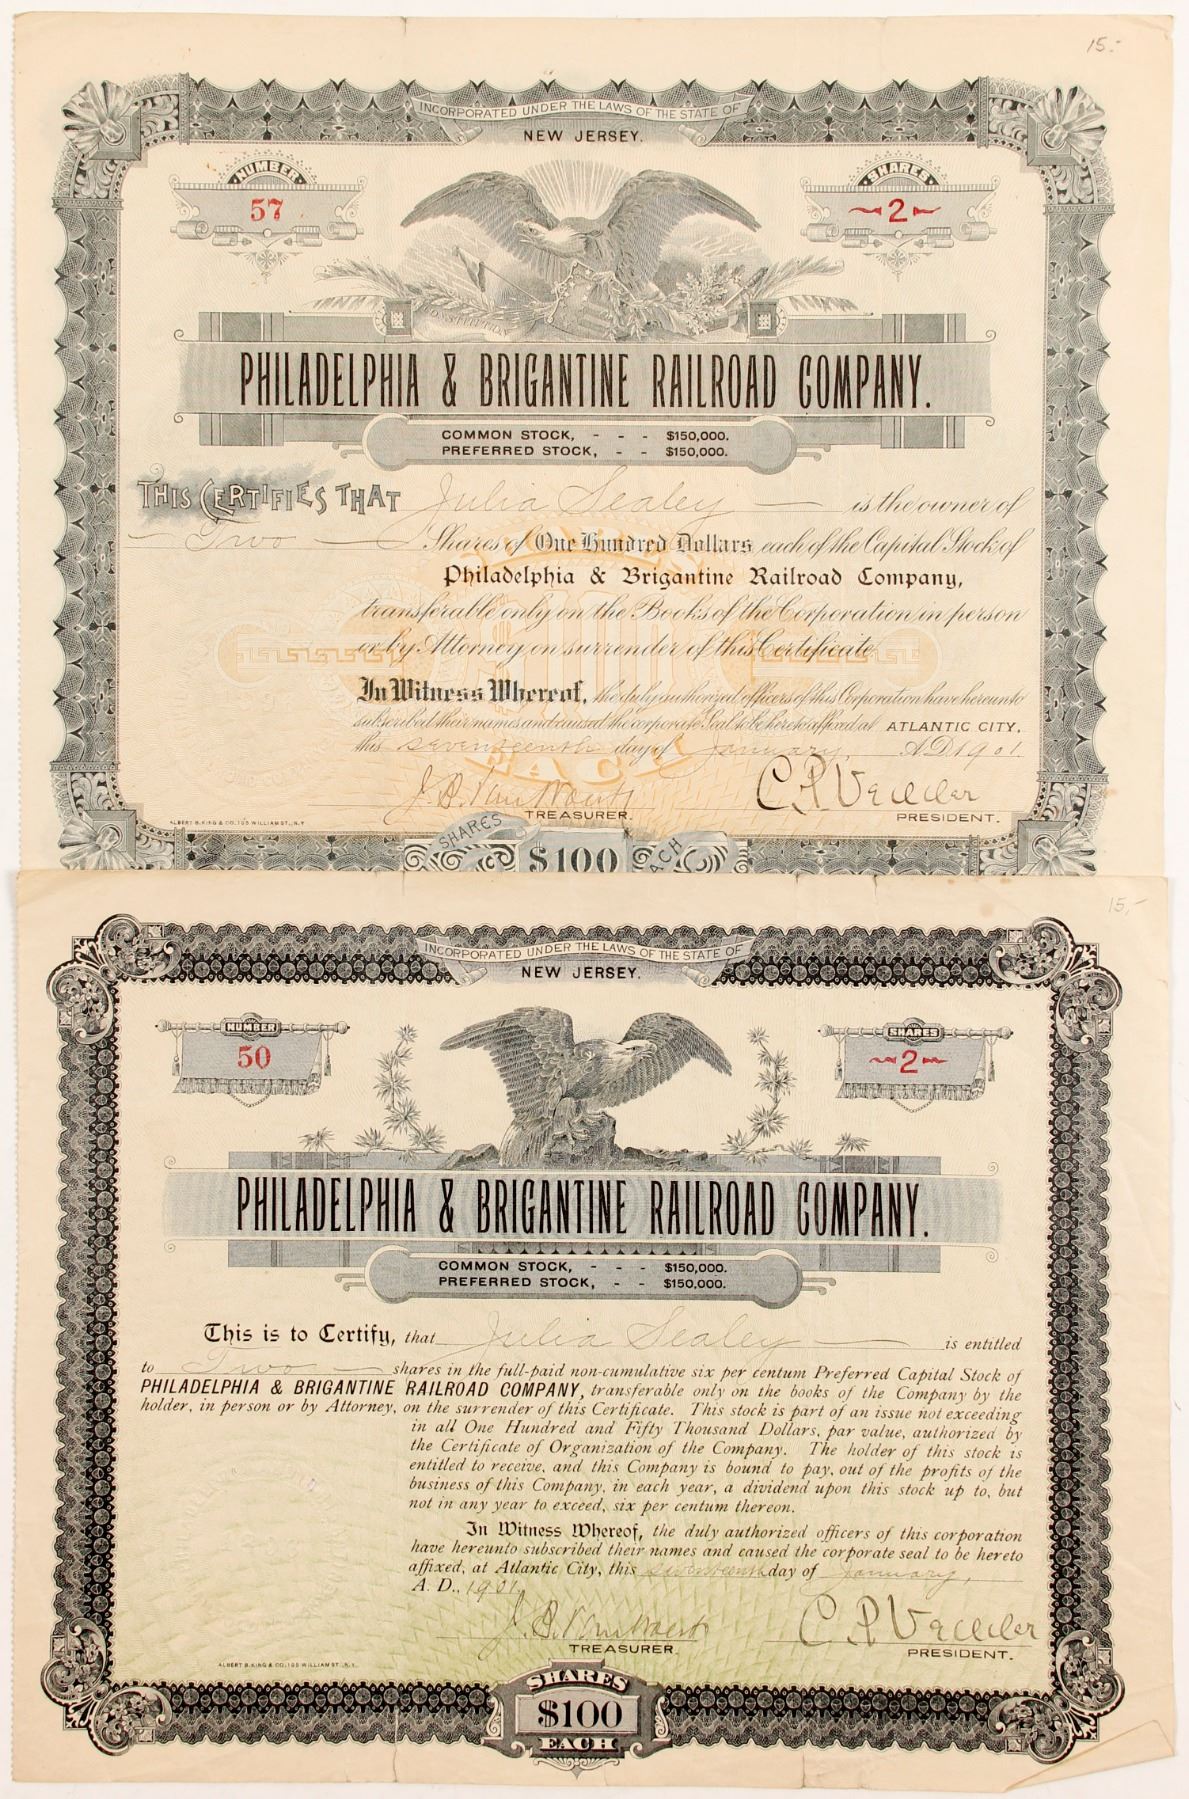 15.-
INCORPORATED UNDER THE LAWS OF THE STATE OF
NEW JERSEY.
NUMBER
57
SHARES
2
CONSTITUTION
PHILADELPHIA & BRIGANTINE RAILROAD COMPANY.
COMMON STOCK, - - - $150,000.
PREFERRED STOCK, - - $150,000.
THIS CERTIFIES THAT Julia Sealey is the owner of
Two Shares of One Hundred Dollars each of the Capital Stock of
Philadelphia & Brigantine Railroad Company,
transferable only on the Books of the Corporation in person
or by Attorney on surrender of this Certificate.
In Witness Whereof, the duly authorized officers of this Corporation have hereunto
subscribed their names and caused the corporate Seal to be hereto affixed at ATLANTIC CITY,
this seventeenth day of January, A.D. 1901.
SHARES
EACH
TREASURER.
PRESIDENT.
ALBERT B. KING & CO., 105 WILLIAM ST., N.Y.
SHARES $100 EACH
15,-
INCORPORATED UNDER THE LAWS OF THE STATE OF
NEW JERSEY.
NUMBER
50
SHARES
2
PHILADELPHIA & BRIGANTINE RAILROAD COMPANY.
COMMON STOCK, - - - $150,000.
PREFERRED STOCK, - - $150,000.
This is to Certify, that Julia Sealey is entitled
to Two shares in the full-paid non-cumulative six per centum Preferred Capital Stock of
PHILADELPHIA & BRIGANTINE RAILROAD COMPANY, transferable only on the books of the Company by the
holder, in person or by Attorney, on the surrender of this Certificate. This stock is part of an issue not exceeding
in all One Hundred and Fifty Thousand Dollars, par value, authorized by
the Certificate of Organization of the Company. The holder of this stock is
entitled to receive, and this Company is bound to pay, out of the profits of the
business of this Company, in each year, a dividend upon this stock up to, but
not in any year to exceed, six per centum thereon.
In Witness Whereof, the duly authorized officers of this corporation
have hereunto subscribed their names and caused the corporate seal to be hereto
affixed, at Atlantic City, this seventeenth day of January,
A. D., 1901.
TREASURER.
PRESIDENT.
ALBERT B. KING & CO., 105 WILLIAM ST., N.Y.
SHARES
$100
EACH